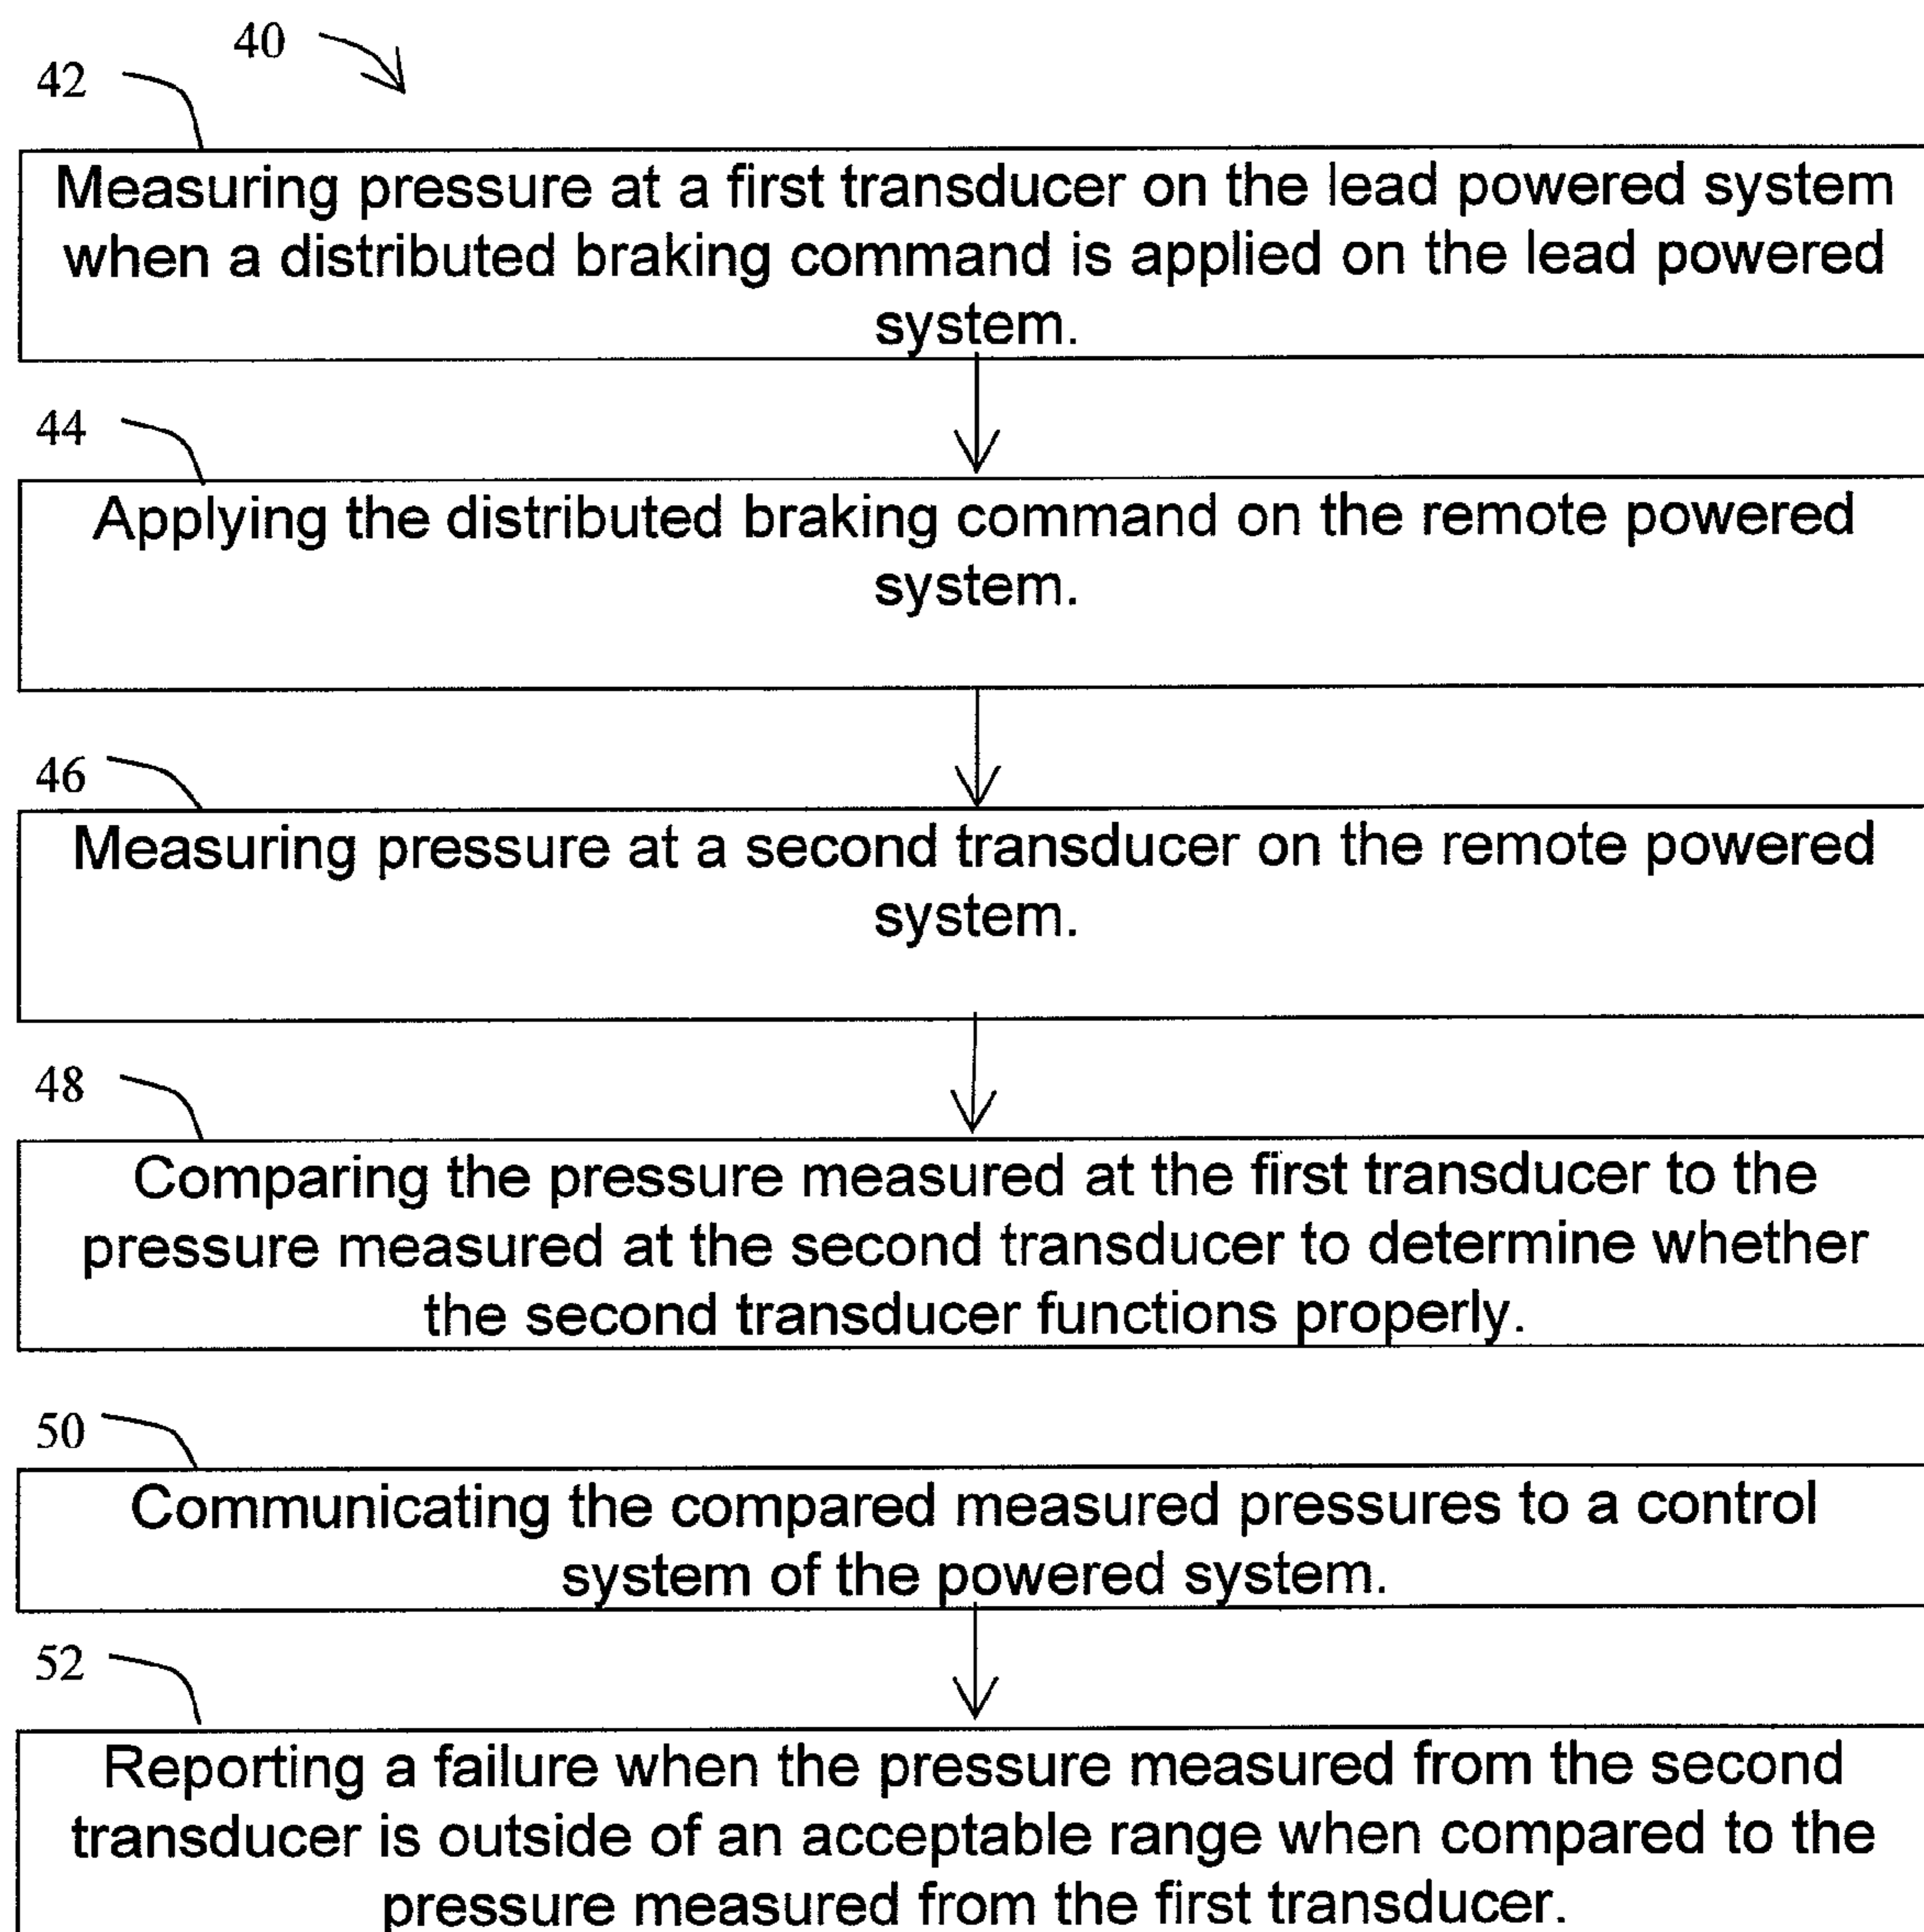 40
42
Measuring pressure at a first transducer on the lead powered system
when a distributed braking command is applied on the lead powered
system.
44
Applying the distributed braking command on the remote powered
system.
46
Measuring pressure at a second transducer on the remote powered
system.
48
Comparing the pressure measured at the first transducer to the
pressure measured at the second transducer to determine whether
the second transducer functions properly.
50
Communicating the compared measured pressures to a control
system of the powered system.
52
Reporting a failure when the pressure measured from the second
transducer is outside of an acceptable range when compared to the
pressure measured from the first transducer.